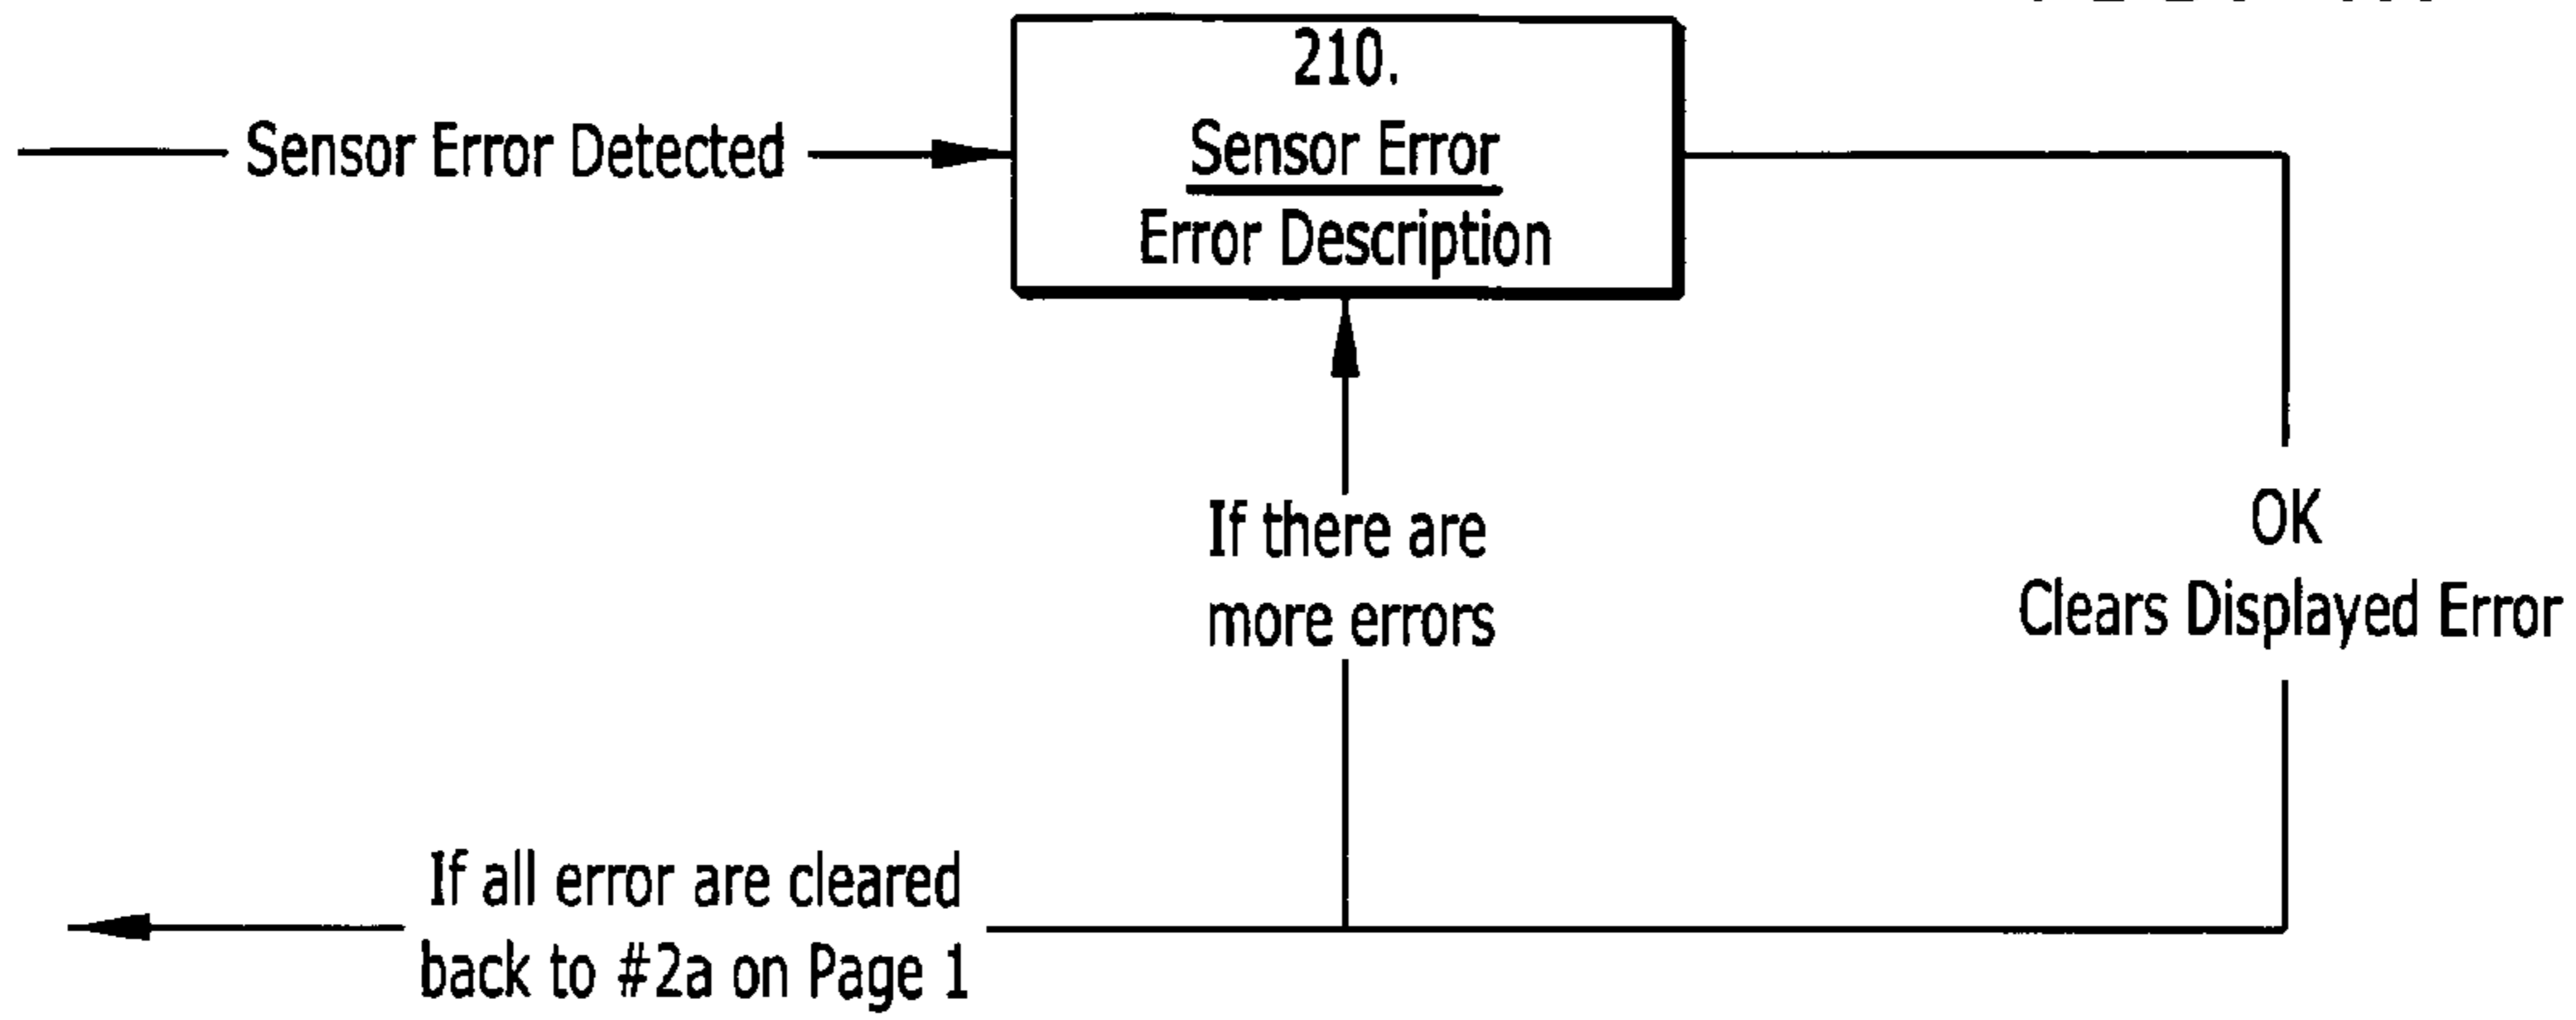 210.
Sensor Error Detected
Sensor Error
Error Description
If there are
more errors
OK
Clears Displayed Error
If all error are cleared
back to #2a on Page 1